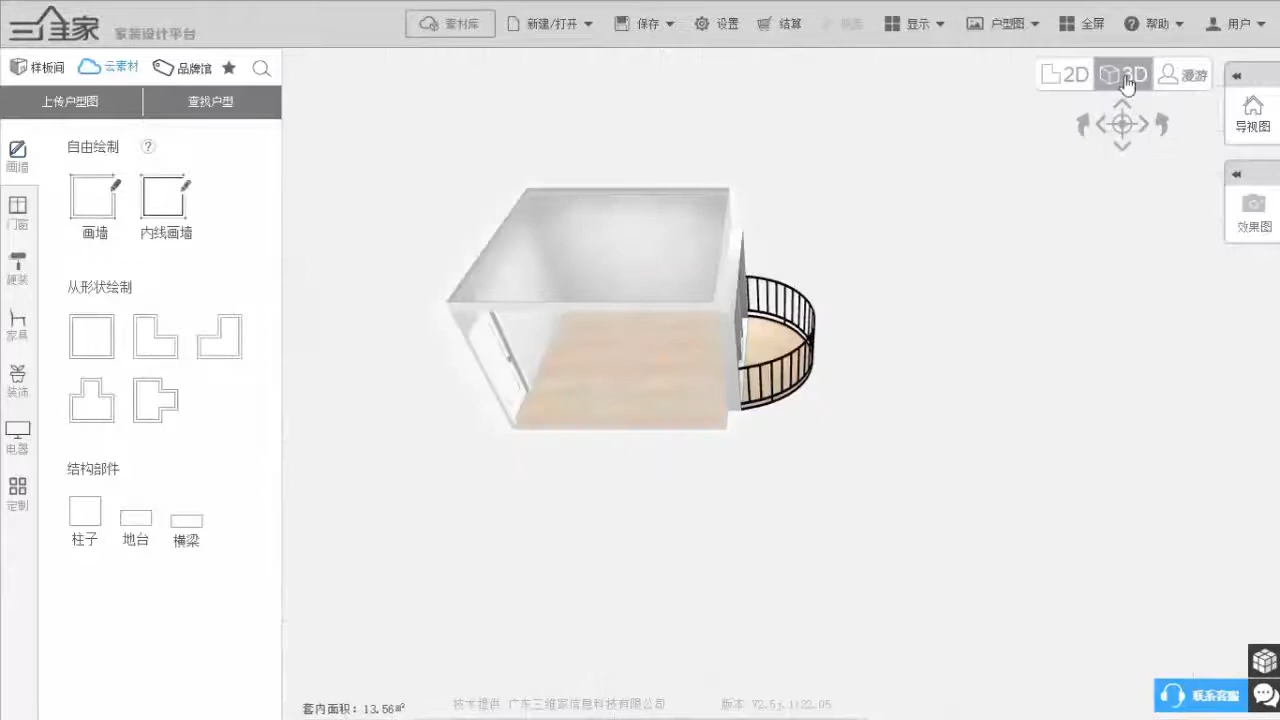 三维家 家装设计平台
素材库
新建/打开
保存
设置
结算
显示
户型图
全屏
帮助
用户
样板间
云素材
品牌馆
上传户型图
查找户型
2D
3D
漫游
导视图
效果图
画墙
门窗
硬装
家具
装饰
电器
定制
自由绘制 ?
画墙
内线画墙
从形状绘制
结构部件
柱子
地台
横梁
套内面积: 13.56m²
技术提供 广东三维家信息科技有限公司
联系客服